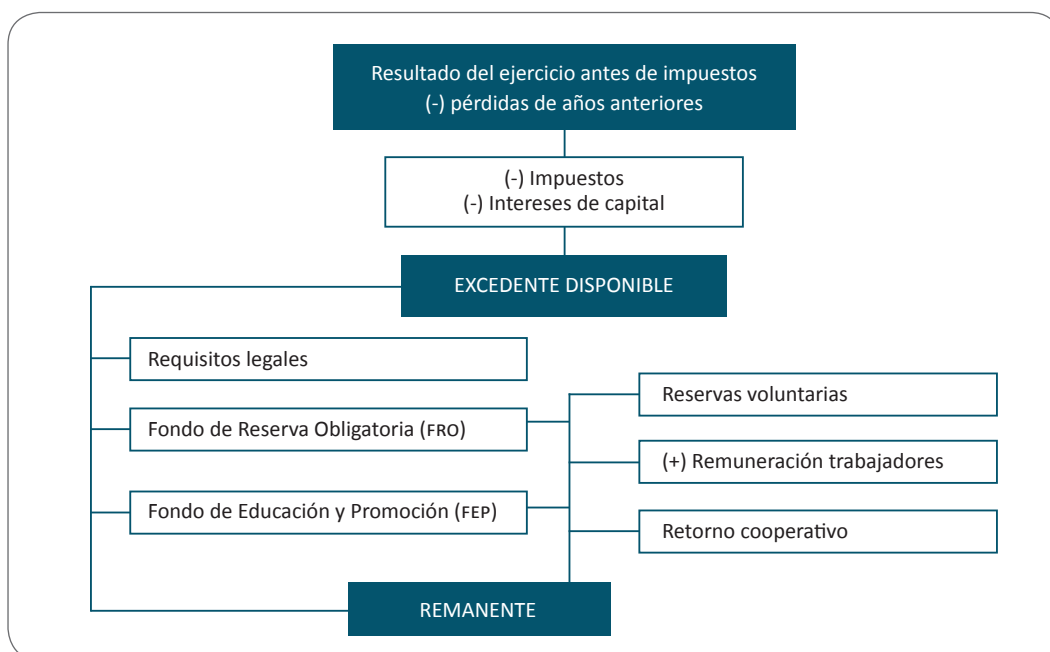 Resultado del ejercicio antes de impuestos
(-) pérdidas de años anteriores
(-) Impuestos
(-) Intereses de capital
EXCEDENTE DISPONIBLE
Requisitos legales
Fondo de Reserva Obligatoria (FRO)
Fondo de Educación y Promoción (FEP)
Reservas voluntarias
(+) Remuneración trabajadores
Retorno cooperativo
REMANENTE